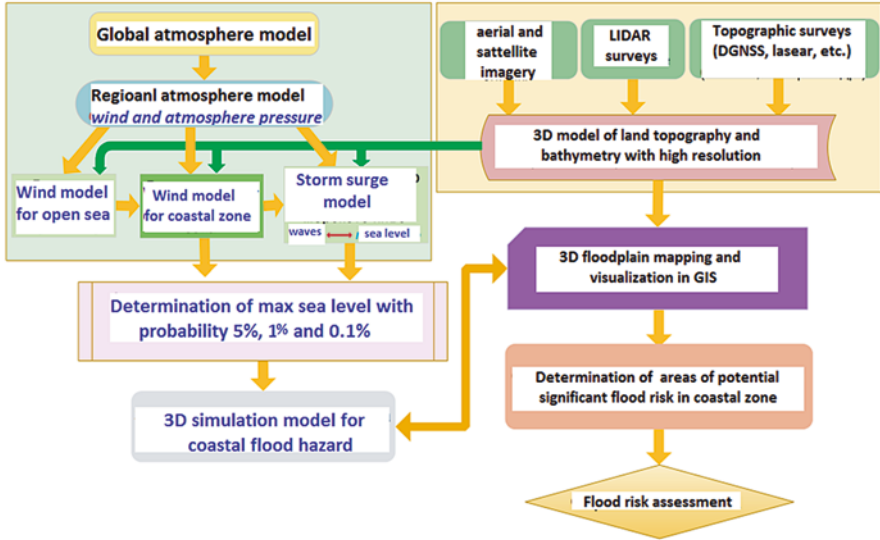 Global atmosphere model
Regioanl atmosphere model
wind and atmosphere pressure
Wind model
for open sea
Wind model
for coastal zone
Storm surge
model
waves
sea level
Determination of max sea level with
probability 5%, 1% and 0.1%
3D simulation model for
coastal flood hazard
aerial and
sattellite
imagery
LIDAR
surveys
Topographic surveys
(DGNSS, lasear, etc.)
3D model of land topography and
bathymetry with high resolution
3D floodplain mapping and
visualization in GIS
Determination of areas of potential
significant flood risk in coastal zone
Flood risk assessment